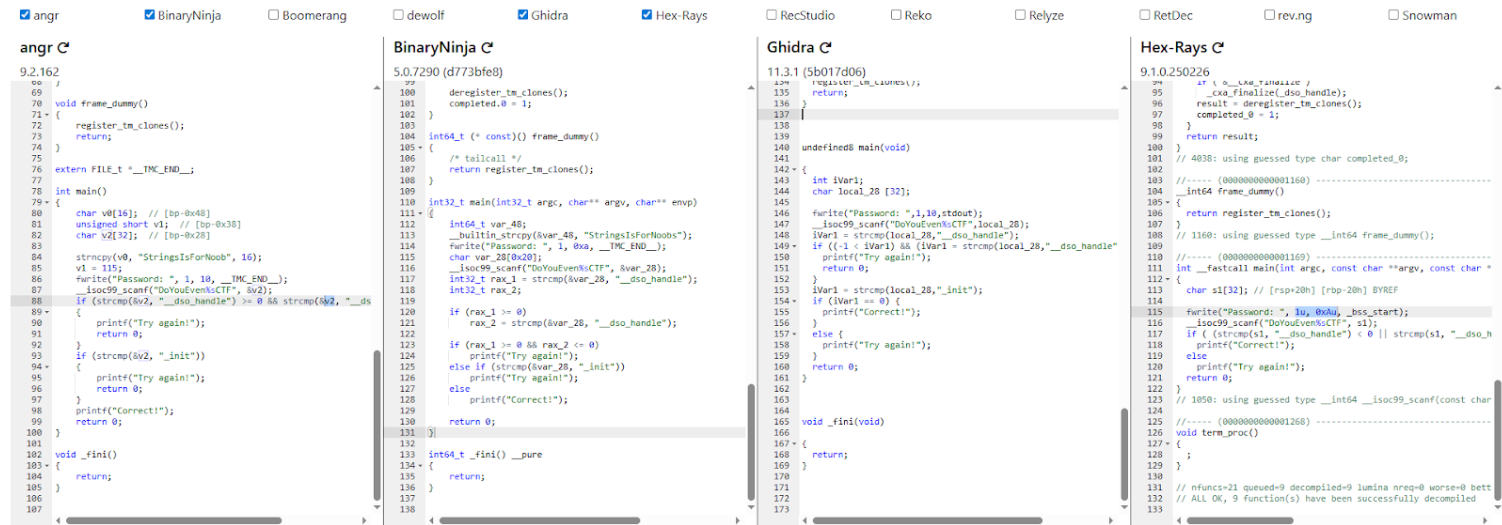 angr
BinaryNinja
Boomerang
dewolf
Ghidra
Hex-Rays
RecStudio
Reko
Relyze
RetDec
rev.ng
Snowman
angr
9.2.162
68 }
69
70 void frame_dummy()
71 {
72 register_tm_clones();
73 return;
74 }
75
76 extern FILE_t *__TMC_END__;
77
78 int main()
79 {
80 char v0[16]; // [bp-0x48]
81 unsigned short v1; // [bp-0x38]
82 char v2[32]; // [bp-0x28]
83
84 strncpy(v0, "StringsIsForNoob", 16);
85 v1 = 115;
86 fwrite("Password: ", 1, 10, __TMC_END__);
87 __isoc99_scanf("DoYouEven%sCTF", &v2);
88 if (strcmp(&v2, "__dso_handle") >= 0 && strcmp(&v2, "__ds
89 {
90 printf("Try again!");
91 return 0;
92 }
93 if (strcmp(&v2, "_init"))
94 {
95 printf("Try again!");
96 return 0;
97 }
98 printf("Correct!");
99 return 0;
100 }
101
102 void _fini()
103 {
104 return;
105 }
106
107
BinaryNinja
5.0.7290 (d773bfe8)
99
100 deregister_tm_clones();
101 completed.0 = 1;
102 }
103
104 int64_t (* const)() frame_dummy()
105 {
106 /* tailcall */
107 return register_tm_clones();
108 }
109
110 int32_t main(int32_t argc, char** argv, char** envp)
111 {
112 int64_t var_48;
113 __builtin_strcpy(&var_48, "StringsIsForNoobs");
114 fwrite("Password: ", 1, 0xa, __TMC_END__);
115 char var_28[0x20];
116 __isoc99_scanf("DoYouEven%sCTF", &var_28);
117 int32_t rax_1 = strcmp(&var_28, "__dso_handle");
118 int32_t rax_2;
119
120 if (rax_1 >= 0)
121 rax_2 = strcmp(&var_28, "__dso_handle");
122
123 if (rax_1 >= 0 && rax_2 <= 0)
124 printf("Try again!");
125 else if (strcmp(&var_28, "_init"))
126 printf("Try again!");
127 else
128 printf("Correct!");
129
130 return 0;
131 }
132
133 int64_t _fini() __pure
134 {
135 return;
136 }
137
138
Ghidra
11.3.1 (5b017d06)
134 register_tm_clones();
135 return;
136 }
137
138
139
140 undefined8 main(void)
141
142 {
143 int iVar1;
144 char local_28 [32];
145
146 fwrite("Password: ",1,10,stdout);
147 __isoc99_scanf("DoYouEven%sCTF",local_28);
148 iVar1 = strcmp(local_28,"__dso_handle");
149 if ((-1 < iVar1) && (iVar1 = strcmp(local_28,"__dso_handle"
150 printf("Try again!");
151 return 0;
152 }
153 iVar1 = strcmp(local_28,"_init");
154 if (iVar1 == 0) {
155 printf("Correct!");
156 }
157 else {
158 printf("Try again!");
159 }
160 return 0;
161 }
162
163
164
165 void _fini(void)
166
167 {
168 return;
169 }
170
171
172
173
Hex-Rays
9.1.0.250226
94 if ( &__cxa_finalize )
95 _cxa_finalize(_dso_handle);
96 result = deregister_tm_clones();
97 completed_0 = 1;
98 }
99 return result;
100 }
101 // 4038: using guessed type char completed_0;
102
103 //----- (0000000000001160) -----------------------------------
104 __int64 frame_dummy()
105 {
106 return register_tm_clones();
107 }
108 // 1160: using guessed type __int64 frame_dummy();
109
110 //----- (0000000000001169) -----------------------------------
111 int __fastcall main(int argc, const char **argv, const char *
112 {
113 char s1[32]; // [rsp+20h] [rbp-20h] BYREF
114
115 fwrite("Password: ", 1u, 0xAu, _bss_start);
116 __isoc99_scanf("DoYouEven%sCTF", s1);
117 if ( (strcmp(s1, "__dso_handle") < 0 || strcmp(s1, "__dso_h
118 printf("Correct!");
119 else
120 printf("Try again!");
121 return 0;
122 }
123 // 1050: using guessed type __int64 __isoc99_scanf(const char
124
125 //----- (0000000000001268) -----------------------------------
126 void term_proc()
127 {
128 ;
129 }
130
131 // nfuncs=21 queued=9 decompiled=9 lumina nreq=0 worse=0 bett
132 // ALL OK, 9 function(s) have been successfully decompiled
133